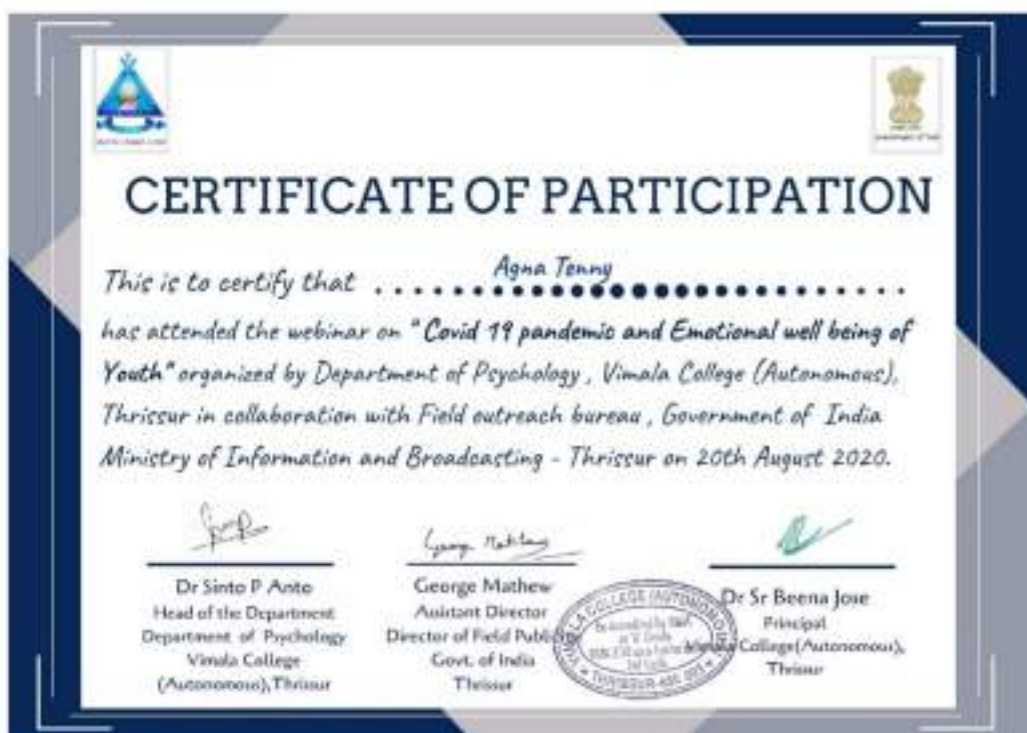 CERTIFICATE OF PARTICIPATION
Agna Tenny
This is to certify that
has attended the webinar on "Covid 19 pandemic and Emotional well being of
Youth" organized by Department of Psychology , Vimala College (Autonomous),
Thrissur in collaboration with Field outreach bureau , Government of India
Ministry of Information and Broadcasting - Thrissur on 20th August 2020.
Dr Sinto P Anto
Head of the Department
Department of Psychology
Vimala College
(Autonomous),Thrissur
George Mathew
Assitant Director
Director of Field
Govt. of India
Thrissur
Dr Sr Beena Jose
Principal
College(Autonomous),
Thrissur
VIMALA COLLEGE (AUTONOMOUS)
THRISSUR